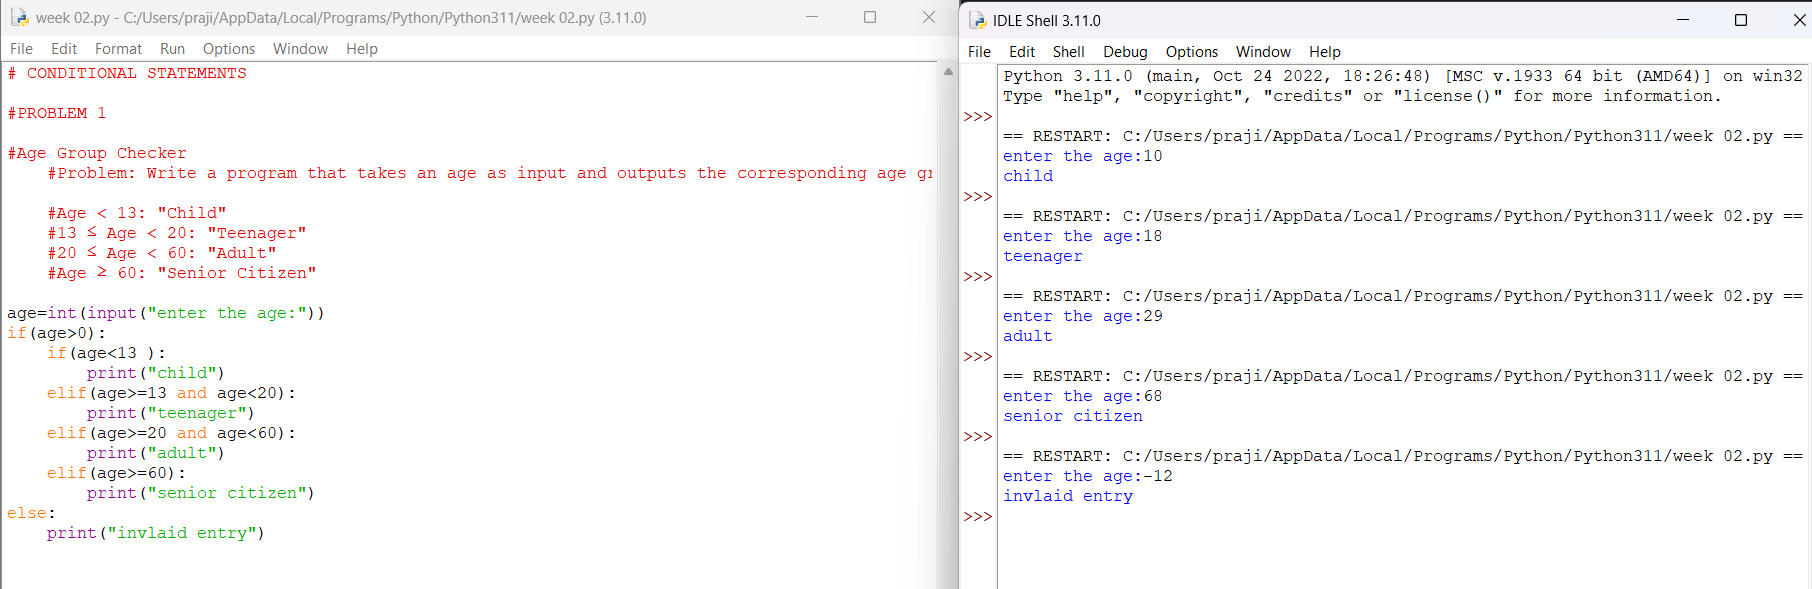 week 02.py - C:/Users/praji/AppData/Local/Programs/Python/Python311/week 02.py (3.11.0)
File Edit Format Run Options Window Help
# CONDITIONAL STATEMENTS
#PROBLEM 1
#Age Group Checker
#Problem: Write a program that takes an age as input and outputs the corresponding age
#Age < 13: "Child"
#13 ≤ Age < 20: "Teenager"
#20 ≤ Age < 60: "Adult"
#Age ≥ 60: "Senior Citizen"
age=int(input("enter the age:"))
if(age>0):
    if(age<13 ):
        print("child")
    elif(age>=13 and age<20):
        print("teenager")
    elif(age>=20 and age<60):
        print("adult")
    elif(age>=60):
        print("senior citizen")
else:
    print("invlaid entry")
IDLE Shell 3.11.0
File Edit Shell Debug Options Window Help
Python 3.11.0 (main, Oct 24 2022, 18:26:48) [MSC v.1933 64 bit (AMD64)] on win32
Type "help", "copyright", "credits" or "license()" for more information.
>>>
== RESTART: C:/Users/praji/AppData/Local/Programs/Python/Python311/week 02.py ==
enter the age:10
child
>>>
== RESTART: C:/Users/praji/AppData/Local/Programs/Python/Python311/week 02.py ==
enter the age:18
teenager
>>>
== RESTART: C:/Users/praji/AppData/Local/Programs/Python/Python311/week 02.py ==
enter the age:29
adult
>>>
== RESTART: C:/Users/praji/AppData/Local/Programs/Python/Python311/week 02.py ==
enter the age:68
senior citizen
>>>
== RESTART: C:/Users/praji/AppData/Local/Programs/Python/Python311/week 02.py ==
enter the age:-12
invlaid entry
>>>